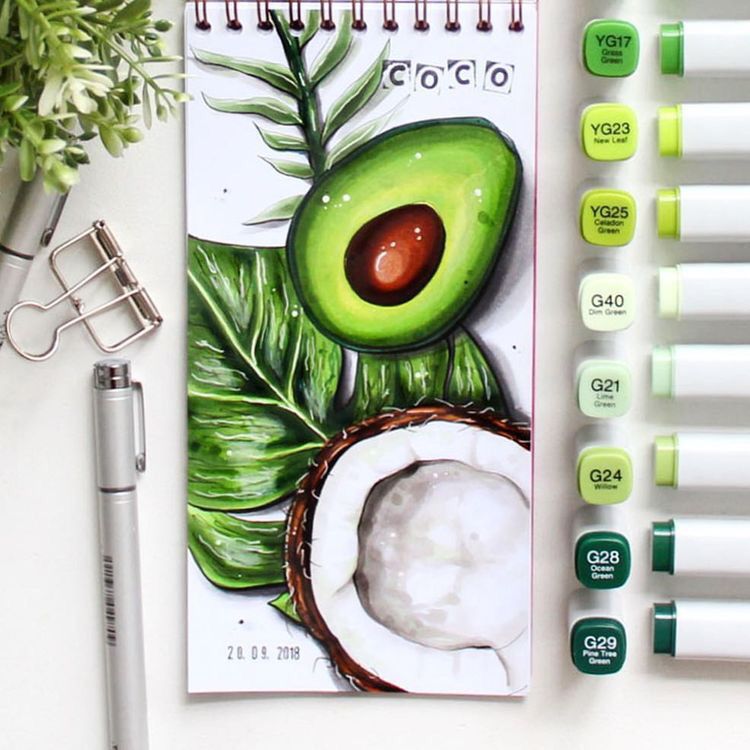 COCO
20. 09. 2018
YG17
Grass
Green
YG23
New Leaf
YG25
Celadon
Green
G40
Dim Green
G21
Lime
Green
G24
Willow
G28
Ocean
Green
G29
Pine Tree
Green